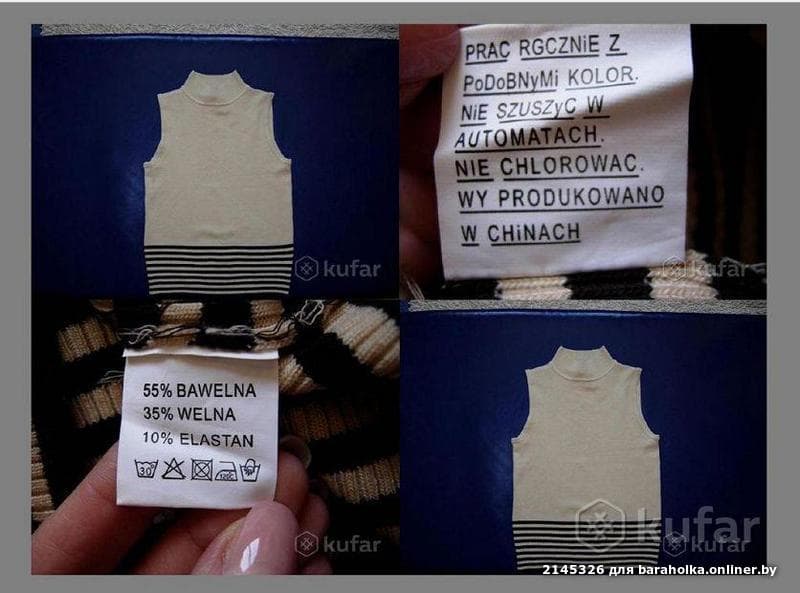 kufar
PRAC RGCZNiE Z
PoDoBNyMi KOLOR.
NiE SZUSZyC W
AUTOMATACH.
NIE CHLOROWAC.
WY PRODUKOWANO
W CHiNACH
kufar
55% BAWELNA
35% WELNA
10% ELASTAN
30
kufar
kufar
kufar
2145326 для baraholka.onliner.by